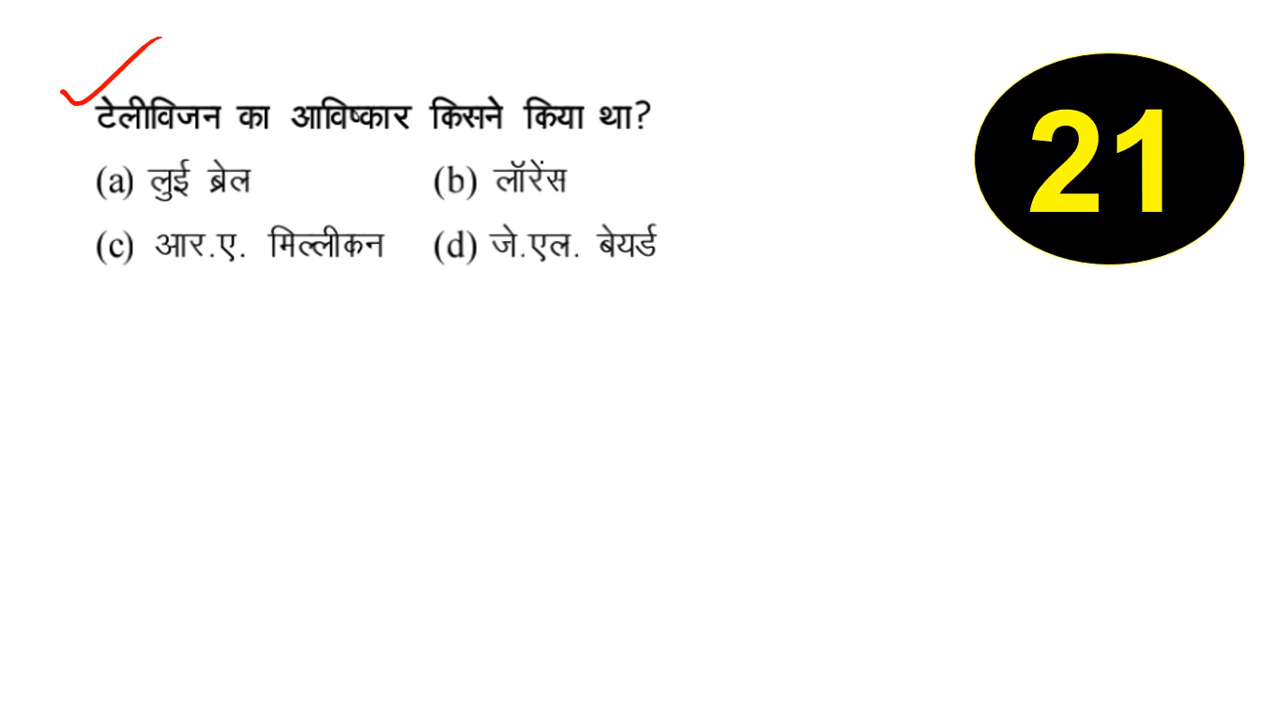 टेलीविजन का आविष्कार किसने किया था?
(a) लुई ब्रेल (b) लॉरेंस
(c) आर.ए. मिल्लीकन (d) जे.एल. बेयर्ड
21